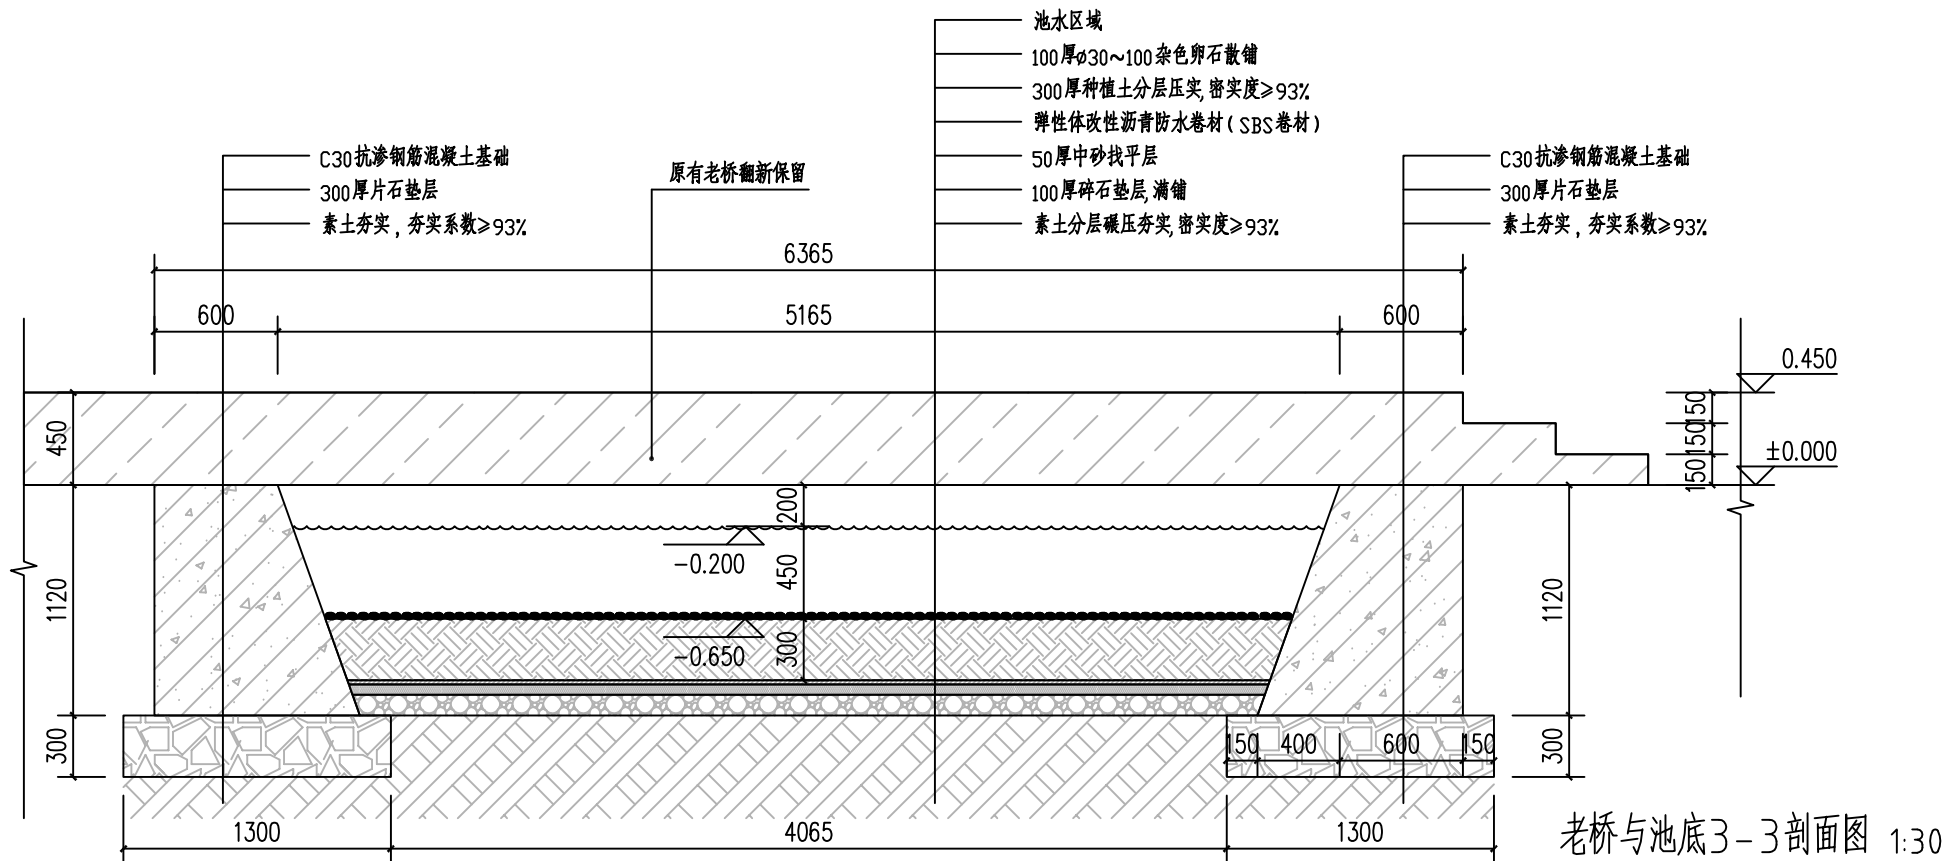 池水区域
100厚ø30~100杂色卵石散铺
300厚种植土分层压实,密实度≥93%
弹性体改性沥青防水卷材(SBS卷材)
50厚中砂找平层
100厚碎石垫层,满铺
素土分层碾压夯实,密实度≥93%
C30抗渗钢筋混凝土基础
300厚片石垫层
素土夯实,夯实系数≥93%
原有老桥翻新保留
C30抗渗钢筋混凝土基础
300厚片石垫层
素土夯实,夯实系数≥93%
6365
600
5165
600
0.450
±0.000
150
150
150
450
1120
300
200
450
300
-0.200
-0.650
1120
300
150
400
600
150
1300
4065
1300
老桥与池底3-3剖面图 1:30